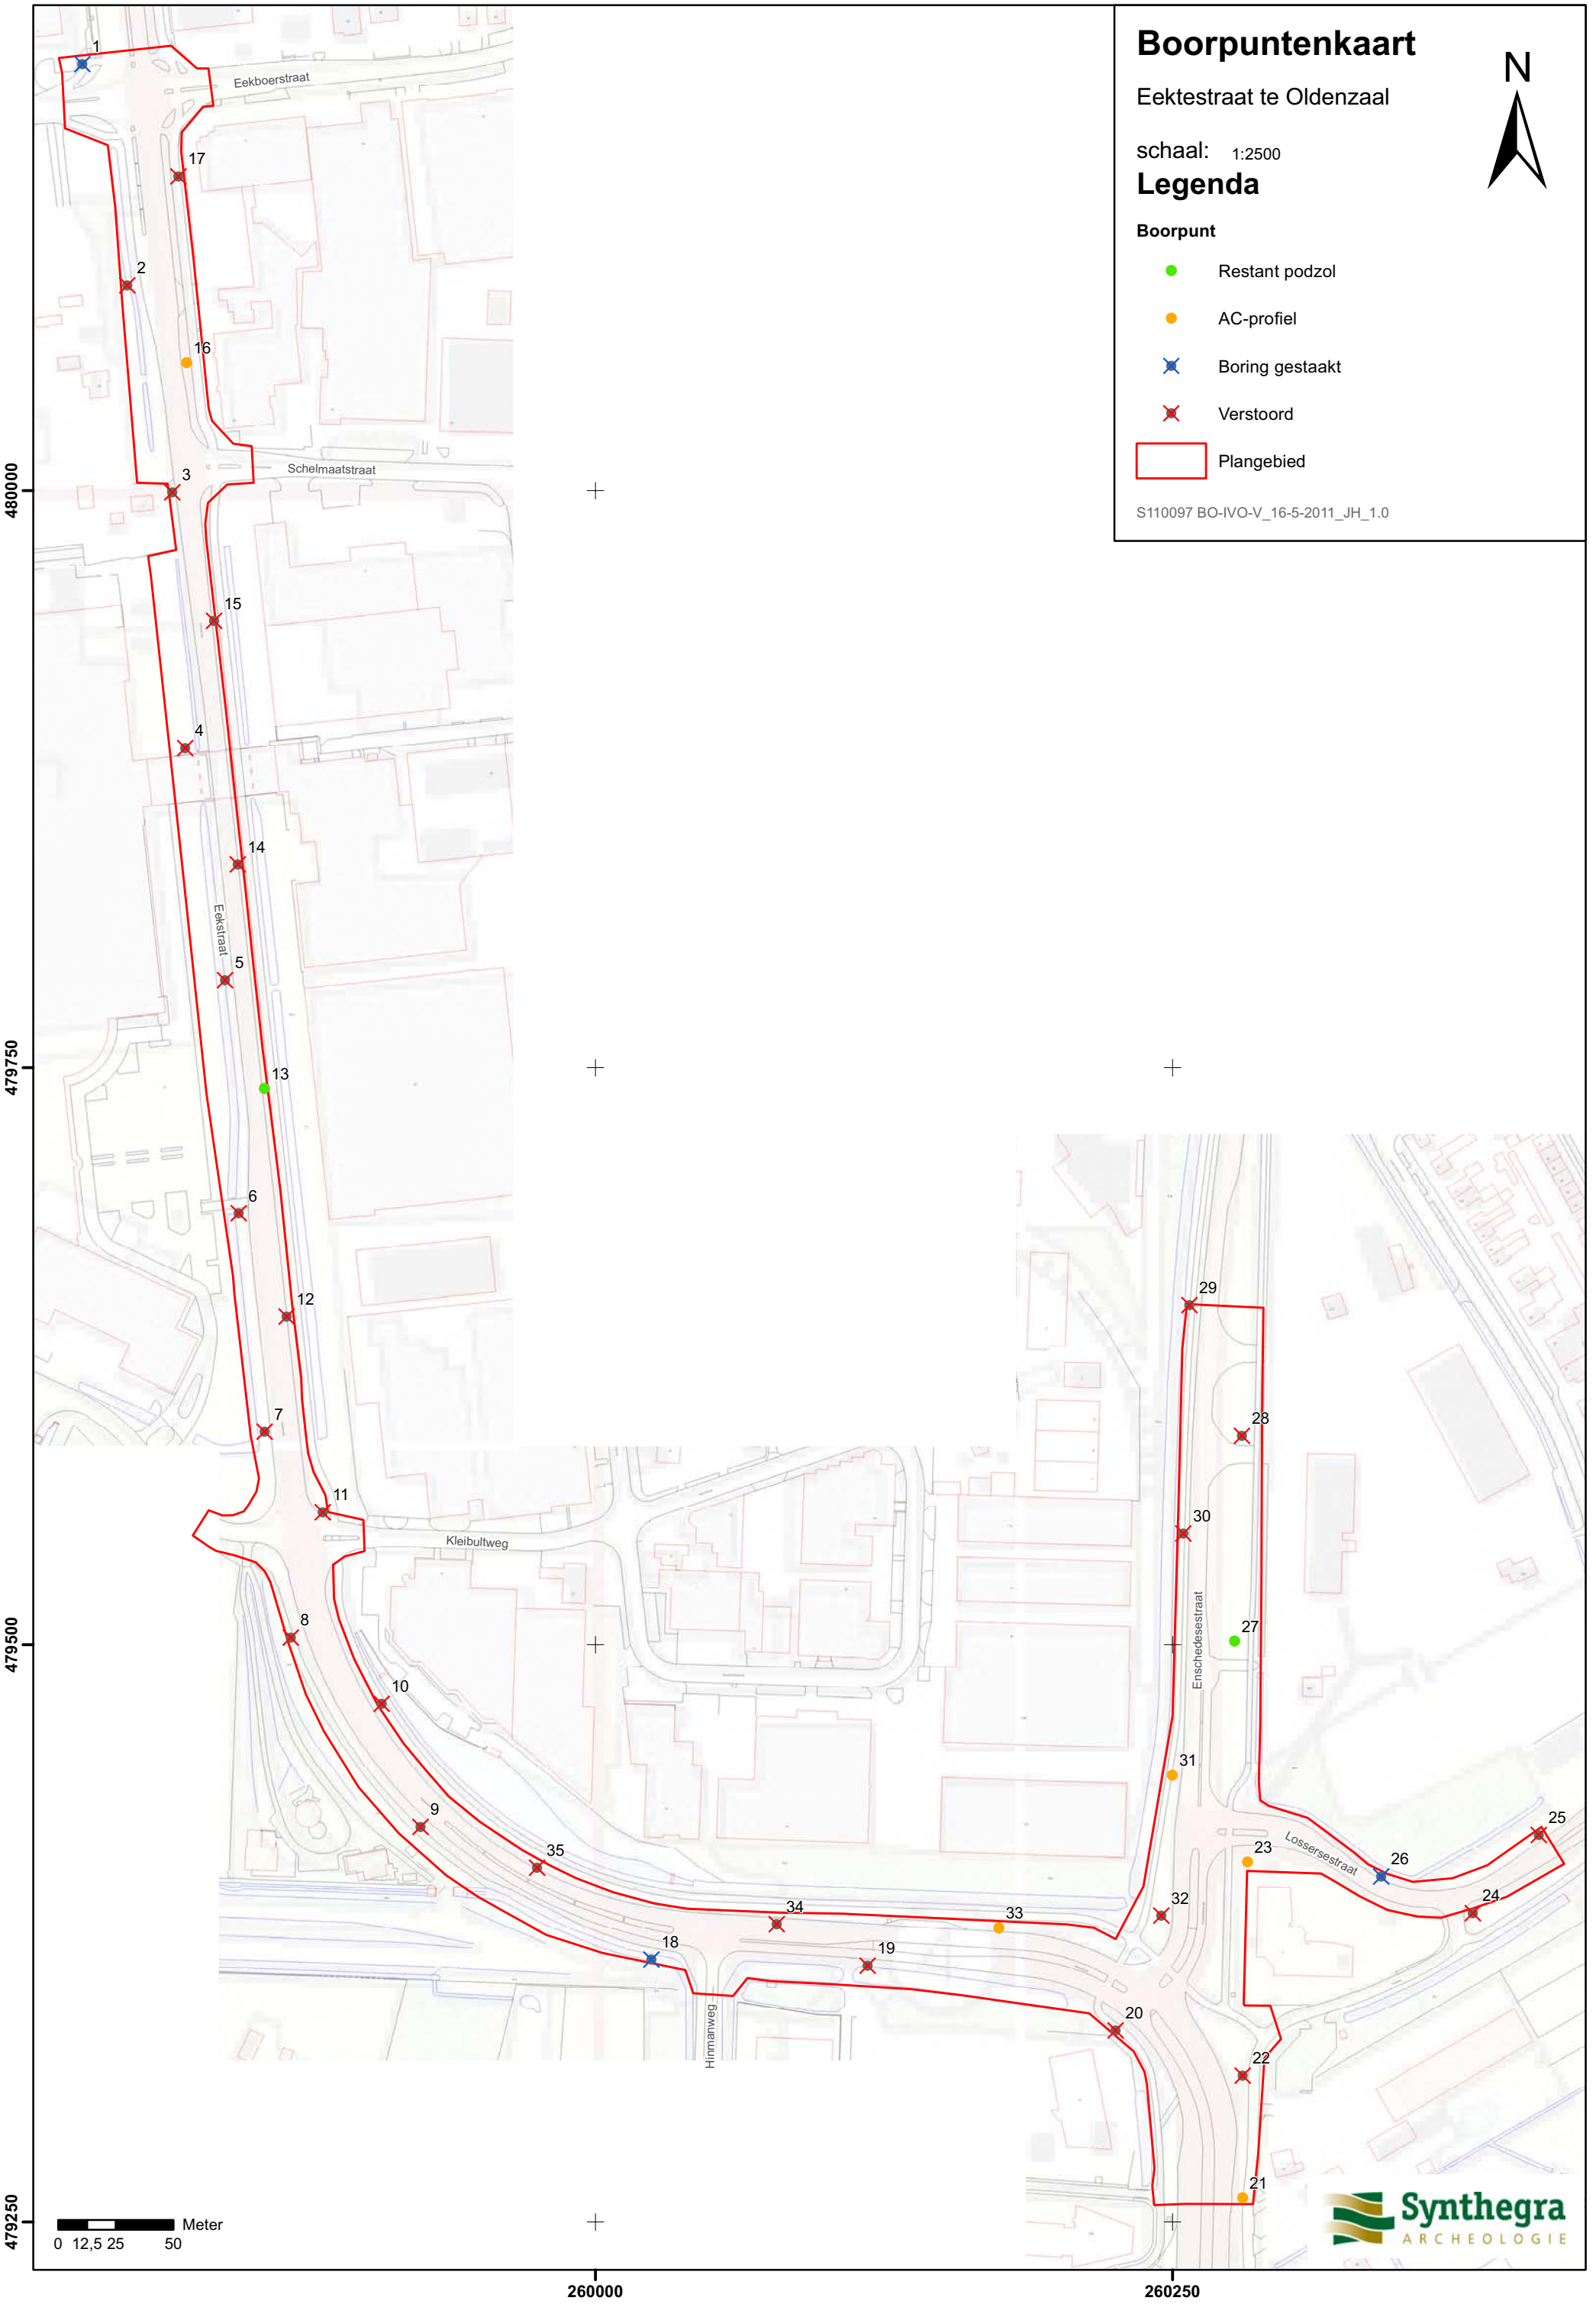 Boorpuntenkaart
Eektestraat te Oldenzaal
schaal: 1:2500
Legenda
Boorpunt
Restant podzol
AC-profiel
Boring gestaakt
Verstoord
Plangebied
S110097 BO-IVO-V_16-5-2011_JH_1.0
N
1
Eekboerstraat
17
2
16
Schelmaatstraat
3
480000
15
4
14
Eekstraat
5
479750
13
6
12
29
7
28
11
Kleibultweg
30
Enschedesestraat
8
27
479500
10
31
9
35
Lossersestraat
25
23
26
24
32
34
33
18
19
Hinmanweg
20
22
21
479250
Meter
0 12,5 25 50
Synthegra
ARCHEOLOGIE
260000
260250